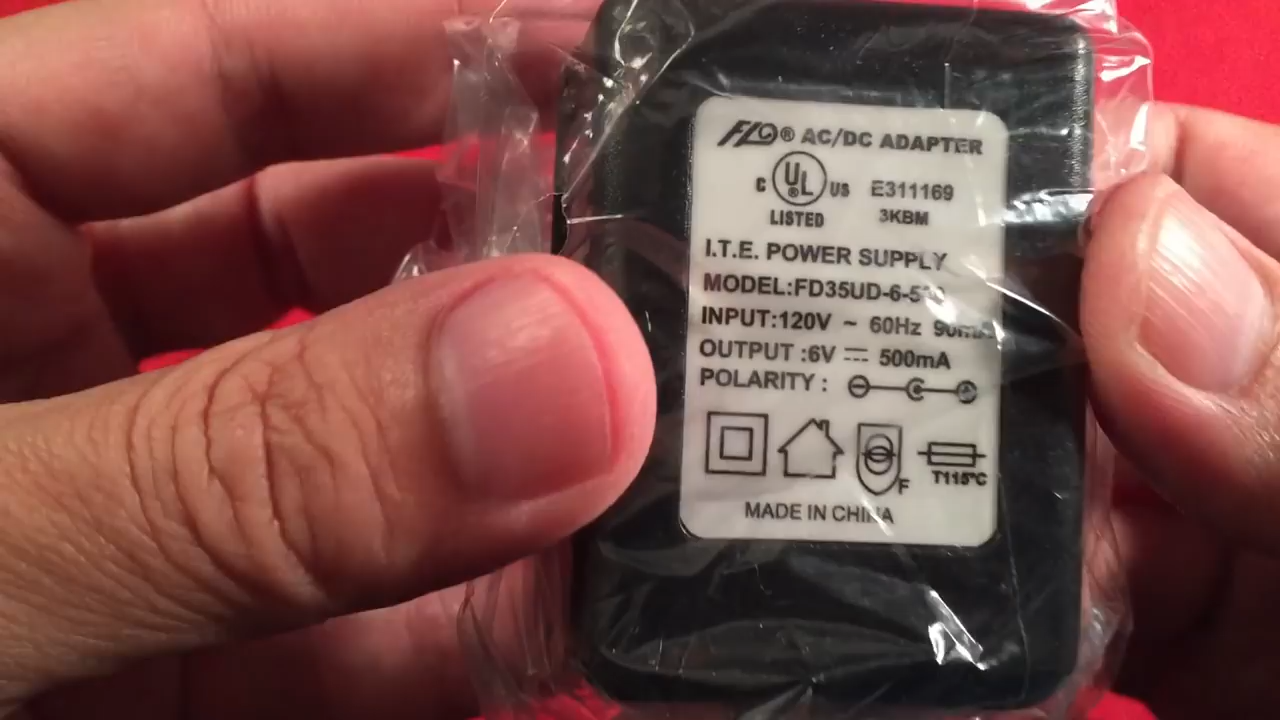 FLO® AC/DC ADAPTER
C UL® US E311169
LISTED 3KBM
I.T.E. POWER SUPPLY
MODEL:FD35UD-6-5
INPUT:120V ~ 60Hz 90mA
OUTPUT :6V ⎓ 500mA
POLARITY :
F
T115°C
MADE IN CHINA